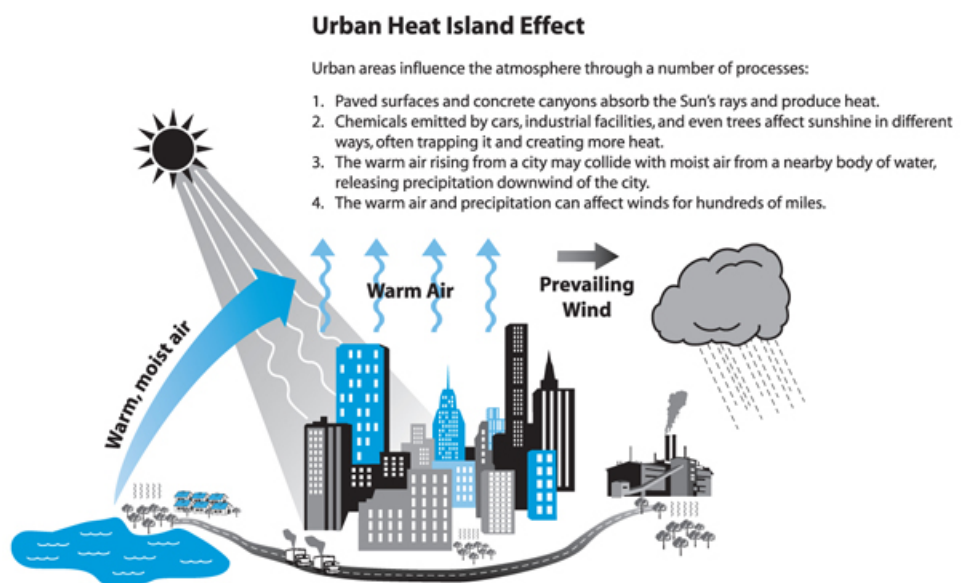 Urban Heat Island Effect
Urban areas influence the atmosphere through a number of processes:
1. Paved surfaces and concrete canyons absorb the Sun's rays and produce heat.
2. Chemicals emitted by cars, industrial facilities, and even trees affect sunshine in different
ways, often trapping it and creating more heat.
3. The warm air rising from a city may collide with moist air from a nearby body of water,
releasing precipitation downwind of the city.
4. The warm air and precipitation can affect winds for hundreds of miles.
Warm, moist air
Warm Air
Prevailing
Wind